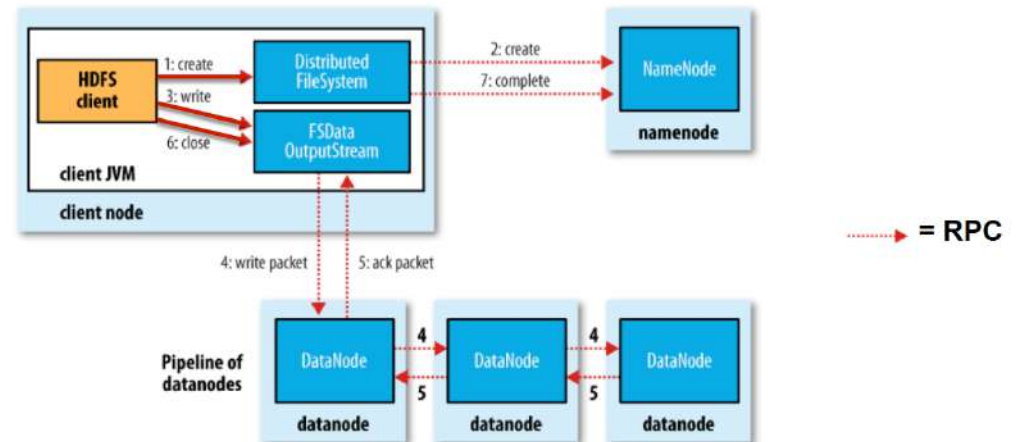 1: create
Distributed
FileSystem
2: create
7: complete
NameNode
namenode
HDFS
client
3: write
6: close
FSData
OutputStream
client JVM
client node
= RPC
4: write packet
5: ack packet
Pipeline of
datanodes
DataNode
4
5
DataNode
4
5
DataNode
datanode
datanode
datanode